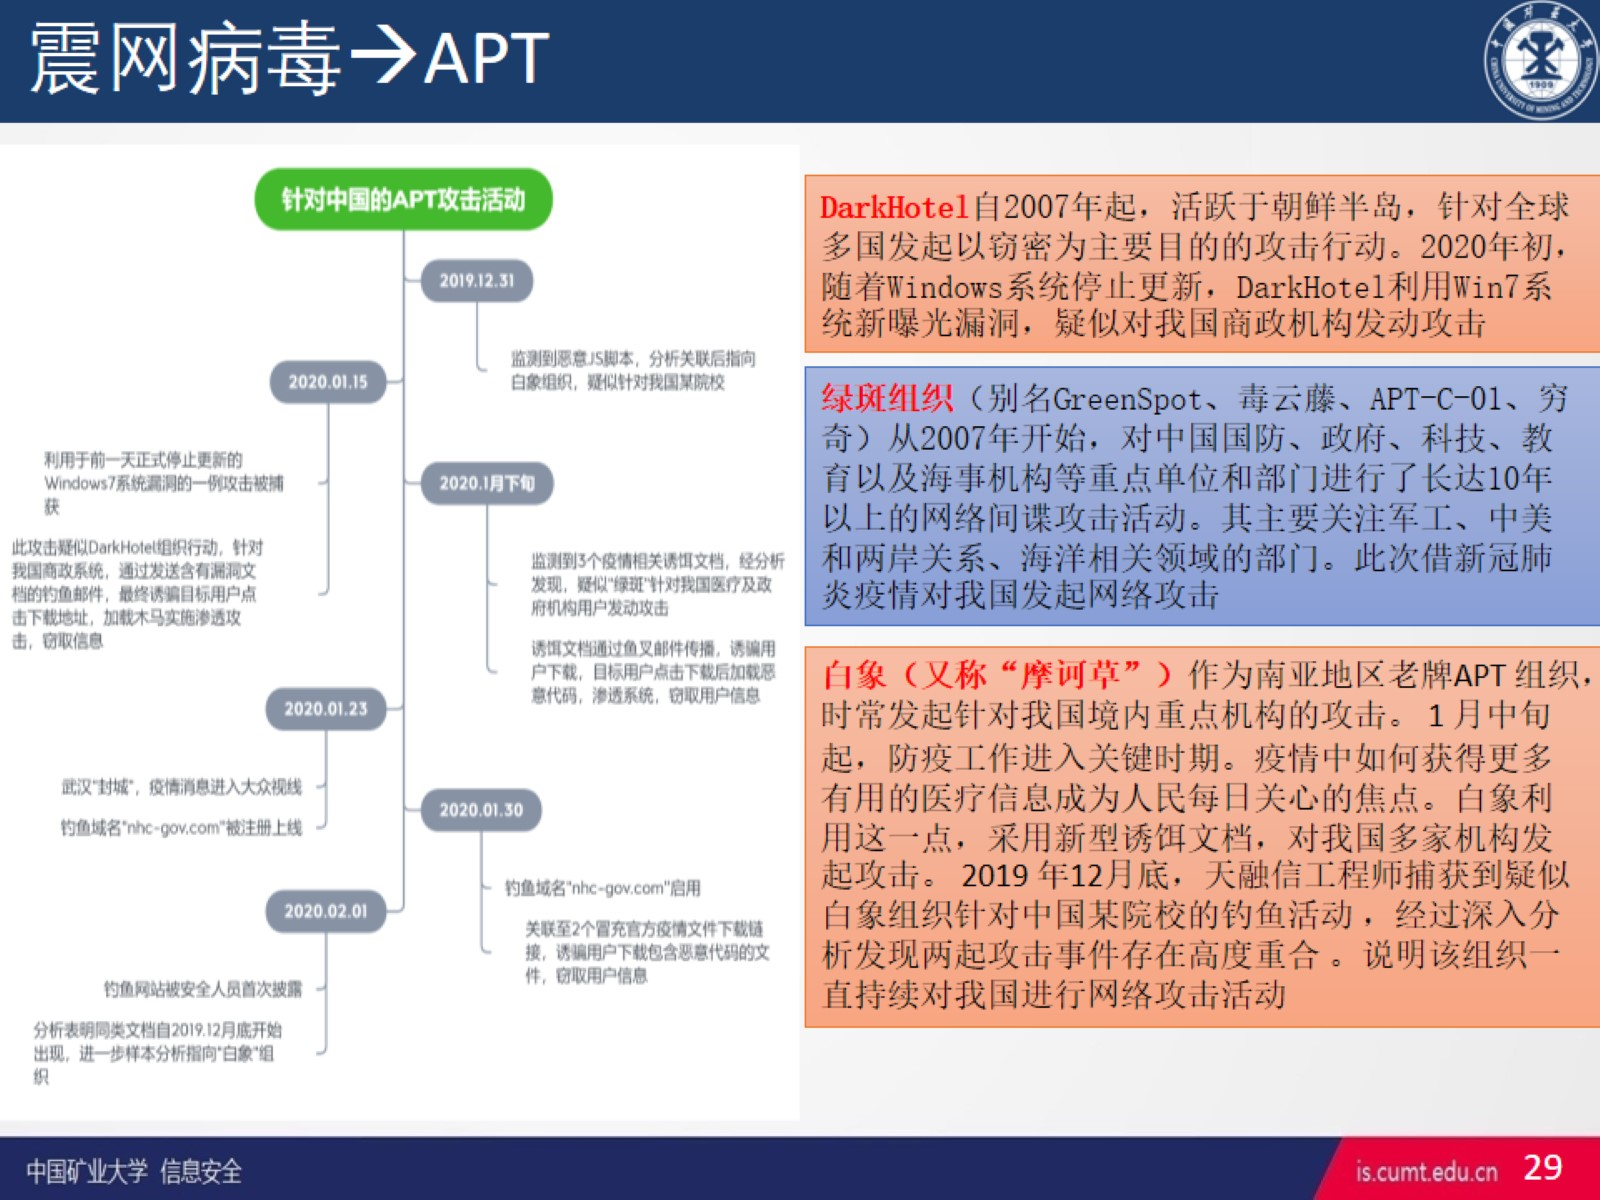 震网病毒→APT
针对中国的APT攻击活动
2019.12.31
监测到恶意JS脚本，分析关联后指向
白象组织，疑似针对我国某院校
2020.01.15
利用于前一天正式停止更新的
Windows7系统漏洞的一例攻击被捕
获
此攻击疑似DarkHotel组织行动，针对
我国商政系统，通过发送含有漏洞文
档的钓鱼邮件，最终诱骗目标用户点
击下载地址，加载木马实施渗透攻
击，窃取信息
2020.1月下旬
监测到3个疫情相关诱饵文档，经分析
发现，疑似“绿斑”针对我国医疗及政
府机构用户发动攻击
诱饵文档通过鱼叉邮件传播，诱骗用
户下载，目标用户点击下载后加载恶
意代码，渗透系统，窃取用户信息
2020.01.23
武汉“封城”，疫情消息进入大众视线
钓鱼域名“nhc-gov.com”被注册上线
2020.01.30
钓鱼域名“nhc-gov.com”启用
关联至2个冒充官方疫情文件下载链
接，诱骗用户下载包含恶意代码的文
件，窃取用户信息
2020.02.01
钓鱼网站被安全人员首次披露
分析表明同类文档自2019.12月底开始
出现，进一步样本分析指向“白象”组
织
DarkHotel自2007年起，活跃于朝鲜半岛，针对全球
多国发起以窃密为主要目的的攻击行动。2020年初，
随着Windows系统停止更新，DarkHotel利用Win7系
统新曝光漏洞，疑似对我国商政机构发动攻击
绿斑组织（别名GreenSpot、毒云藤、APT-C-01、穷
奇）从2007年开始，对中国国防、政府、科技、教
育以及海事机构等重点单位和部门进行了长达10年
以上的网络间谍攻击活动。其主要关注军工、中美
和两岸关系、海洋相关领域的部门。此次借新冠肺
炎疫情对我国发起网络攻击
白象（又称“摩诃草”）作为南亚地区老牌APT 组织，
时常发起针对我国境内重点机构的攻击。 1 月中旬
起，防疫工作进入关键时期。疫情中如何获得更多
有用的医疗信息成为人民每日关心的焦点。白象利
用这一点，采用新型诱饵文档，对我国多家机构发
起攻击。 2019 年12月底，天融信工程师捕获到疑似
白象组织针对中国某院校的钓鱼活动 ，经过深入分
析发现两起攻击事件存在高度重合 。说明该组织一
直持续对我国进行网络攻击活动
中国矿业大学 信息安全
is.cumt.edu.cn 29
CHINA UNIVERSITY OF MINING AND TECHNOLOGY
1909